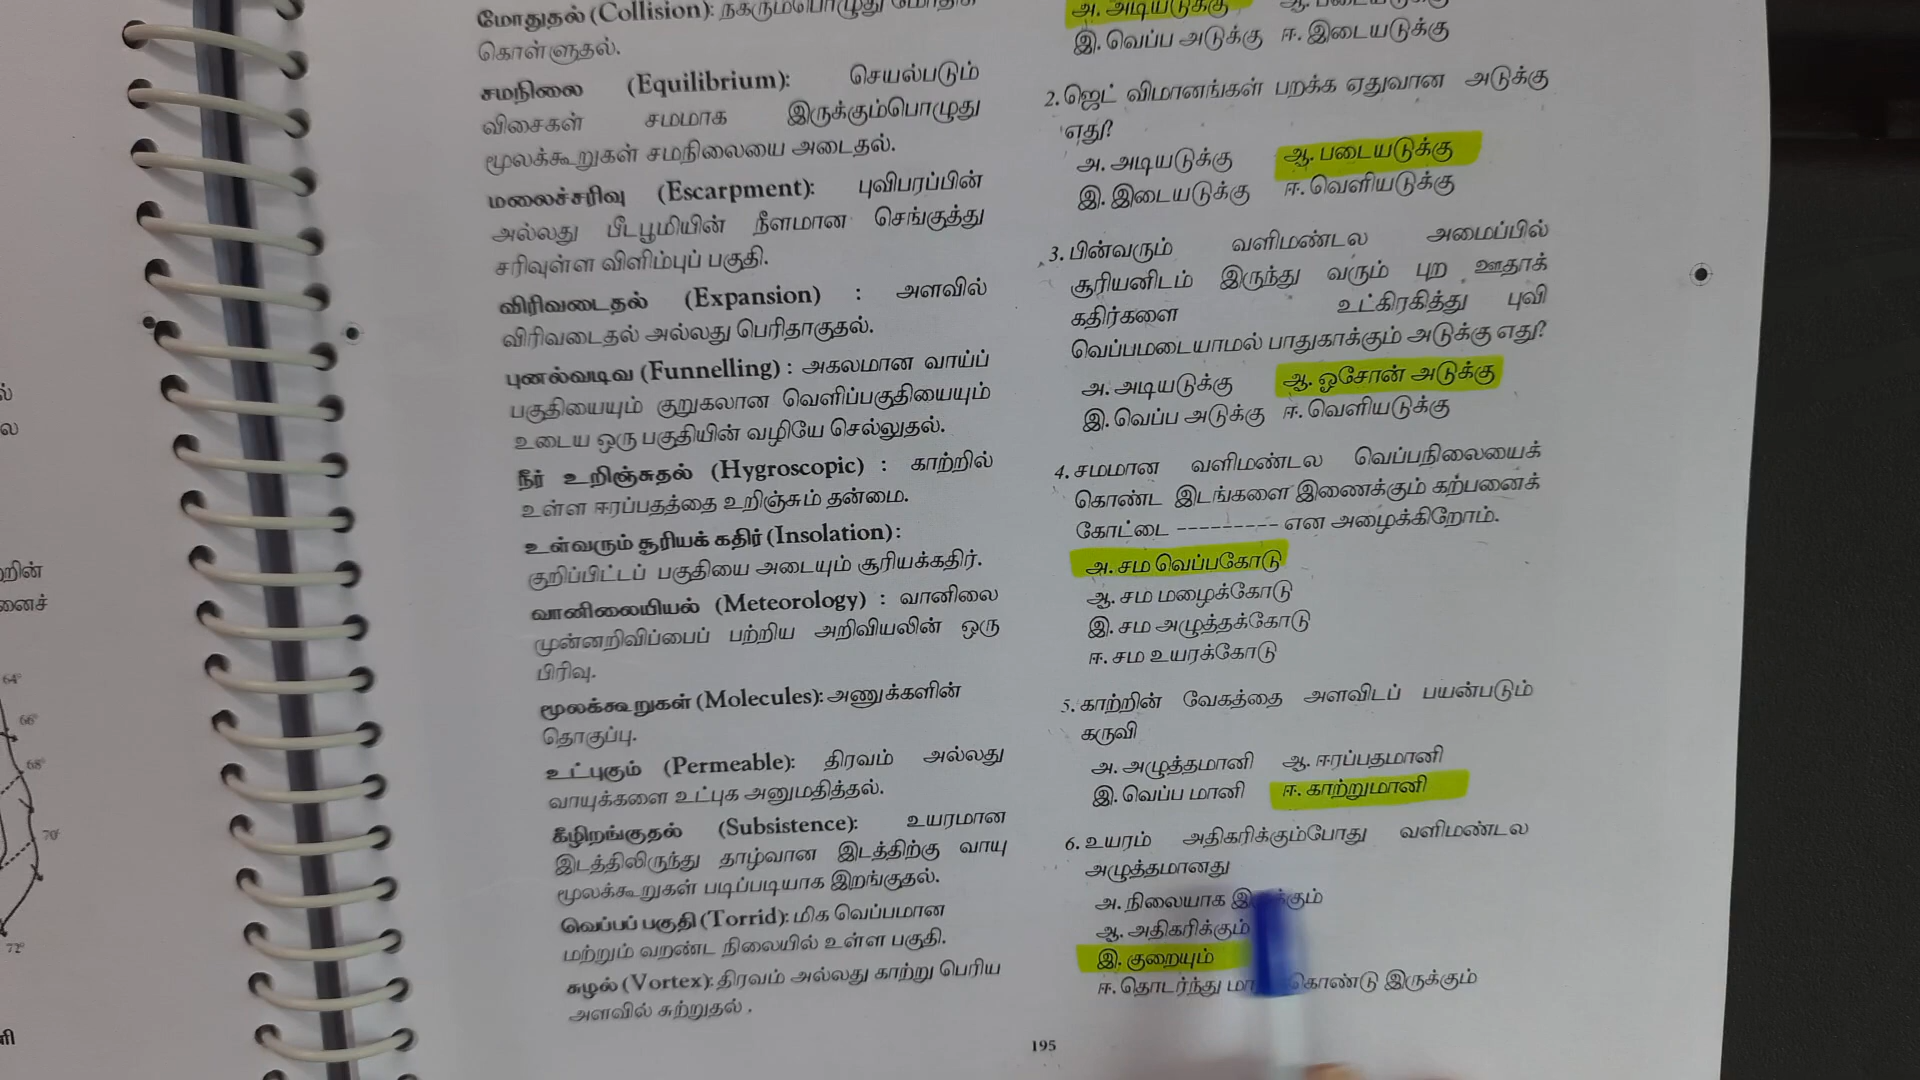 மோதுதல் (Collision): நகரும்பொழுது மோதிக்
கொள்ளுதல்.
சமநிலை (Equilibrium): செயல்படும்
விசைகள் சமமாக இருக்கும்பொழுது
மூலக்கூறுகள் சமநிலையை அடைதல்.
மலைச்சரிவு (Escarpment): புவிபரப்பின்
அல்லது பீடபூமியின் நீளமான செங்குத்து
சரிவுள்ள விளிம்புப் பகுதி.
விரிவடைதல் (Expansion) : அளவில்
விரிவடைதல் அல்லது பெரிதாகுதல்.
புனல்வடிவ (Funnelling) : அகலமான வாய்ப்
பகுதியையும் குறுகலான வெளிப்பகுதியையும்
உடைய ஒரு பகுதியின் வழியே செல்லுதல்.
நீர் உறிஞ்சுதல் (Hygroscopic) : காற்றில்
உள்ள ஈரப்பதத்தை உறிஞ்சும் தன்மை.
உள்வரும் சூரியக் கதிர் (Insolation) :
குறிப்பிட்டப் பகுதியை அடையும் சூரியக்கதிர்.
வானிலையியல் (Meteorology) : வானிலை
முன்னறிவிப்பைப் பற்றிய அறிவியலின் ஒரு
பிரிவு.
மூலக்கூறுகள் (Molecules): அணுக்களின்
தொகுப்பு.
உட்புகும் (Permeable): திரவம் அல்லது
வாயுக்களை உட்புக அனுமதித்தல்.
கீழிறங்குதல் (Subsistence): உயரமான
இடத்திலிருந்து தாழ்வான இடத்திற்கு வாயு
மூலக்கூறுகள் படிப்படியாக இறங்குதல்.
வெப்பப் பகுதி (Torrid): மிக வெப்பமான
மற்றும் வறண்ட நிலையில் உள்ள பகுதி.
சுழல் (Vortex): திரவம் அல்லது காற்று பெரிய
அளவில் சுற்றுதல் .
அ. அடியடுக்கு ஆ. படையடுக்கு
இ. வெப்ப அடுக்கு ஈ. இடையடுக்கு
2. ஜெட் விமானங்கள் பறக்க ஏதுவான அடுக்கு
எது?
அ. அடியடுக்கு ஆ. படையடுக்கு
இ. இடையடுக்கு ஈ. வெளியடுக்கு
3. பின்வரும் வளிமண்டல அமைப்பில்
சூரியனிடம் இருந்து வரும் புற ஊதாக்
கதிர்களை உட்கிரகித்து புவி
வெப்பமடையாமல் பாதுகாக்கும் அடுக்கு எது?
அ. அடியடுக்கு ஆ. ஓசோன் அடுக்கு
இ. வெப்ப அடுக்கு ஈ. வெளியடுக்கு
4. சமமான வளிமண்டல வெப்பநிலையைக்
கொண்ட இடங்களை இணைக்கும் கற்பனைக்
கோட்டை --------- என அழைக்கிறோம்.
அ. சம வெப்பகோடு
ஆ. சம மழைக்கோடு
இ. சம அழுத்தக்கோடு
ஈ. சம உயரக்கோடு
5. காற்றின் வேகத்தை அளவிடப் பயன்படும்
கருவி
அ. அழுத்தமானி ஆ. ஈரப்பதமானி
இ. வெப்ப மானி ஈ. காற்றுமானி
6. உயரம் அதிகரிக்கும்போது வளிமண்டல
அழுத்தமானது
அ. நிலையாக இருக்கும்
ஆ. அதிகரிக்கும்
இ. குறையும்
ஈ. தொடர்ந்து கொண்டு இருக்கும்
195
64°
66°
68°
70°
72°